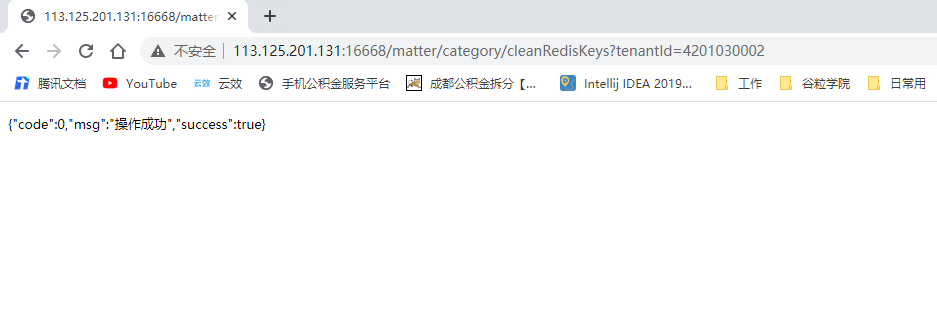 113.125.201.131:16668/matter
不安全 113.125.201.131:16668/matter/category/cleanRedisKeys?tenantId=4201030002
腾讯文档 YouTube 云效 云效 手机公积金服务平台 成都公积金拆分【... Intellij IDEA 2019... 工作 谷粒学院 日常用
{"code":0,"msg":"操作成功","success":true}